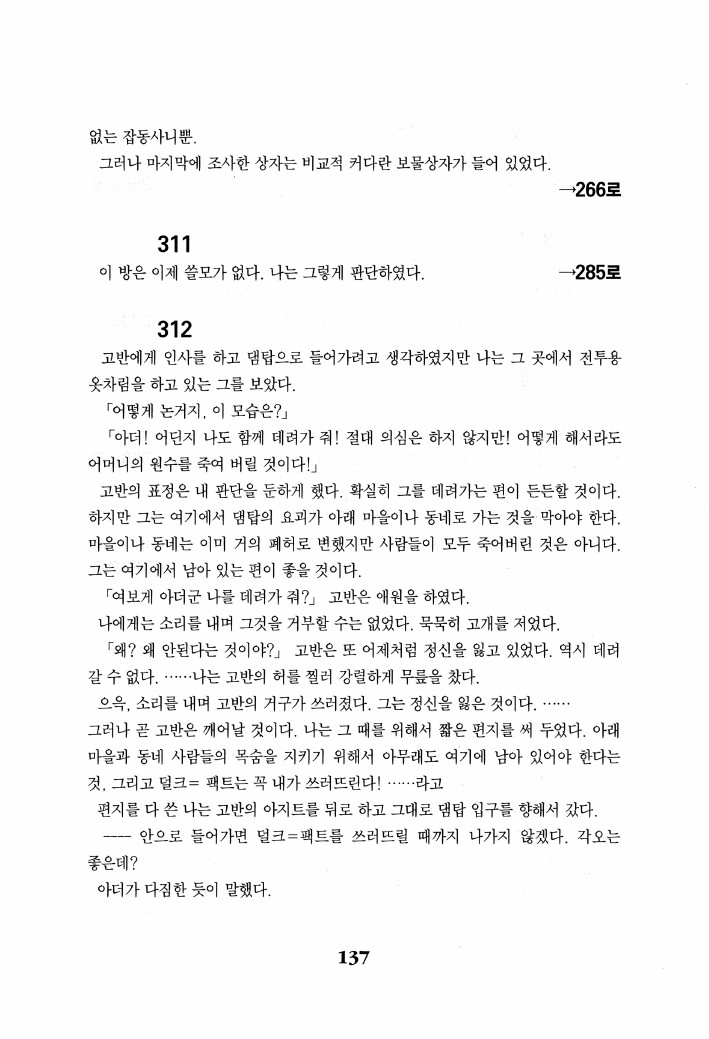 없는 잡동사니뿐.
그러나 마지막에 조사한 상자는 비교적 커다란 보물상자가 들어 있었다.
→266로
311
이 방은 이제 쓸모가 없다. 나는 그렇게 판단하였다. →285로
312
고반에게 인사를 하고 댐탑으로 들어가려고 생각하였지만 나는 그 곳에서 전투용
옷차림을 하고 있는 그를 보았다.
「어떻게 논거지, 이 모습은?」
「아더! 어딘지 나도 함께 데려가 줘! 절대 의심은 하지 않지만! 어떻게 해서라도
어머니의 원수를 죽여 버릴 것이다!」
고반의 표정은 내 판단을 둔하게 했다. 확실히 그를 데려가는 편이 든든할 것이다.
하지만 그는 여기에서 댐탑의 요괴가 아래 마을이나 동네로 가는 것을 막아야 한다.
마을이나 동네는 이미 거의 폐허로 변했지만 사람들이 모두 죽어버린 것은 아니다.
그는 여기에서 남아 있는 편이 좋을 것이다.
「여보게 아더군 나를 데려가 줘?」 고반은 애원을 하였다.
나에게는 소리를 내며 그것을 거부할 수는 없었다. 묵묵히 고개를 저었다.
「왜? 왜 안된다는 것이야?」 고반은 또 어제처럼 정신을 잃고 있었다. 역시 데려
갈 수 없다. ……나는 고반의 허를 찔러 강렬하게 무릎을 찼다.
으윽, 소리를 내며 고반의 거구가 쓰러졌다. 그는 정신을 잃은 것이다. ……
그러나 곧 고반은 깨어날 것이다. 나는 그 때를 위해서 짧은 편지를 써 두었다. 아래
마을과 동네 사람들의 목숨을 지키기 위해서 아무래도 여기에 남아 있어야 한다는
것, 그리고 덜크= 팩트는 꼭 내가 쓰러뜨린다! ……라고
편지를 다 쓴 나는 고반의 아지트를 뒤로 하고 그대로 댐탑 입구를 향해서 갔다.
---- 안으로 들어가면 덜크=팩트를 쓰러뜨릴 때까지 나가지 않겠다. 각오는
좋은데?
아더가 다짐한 듯이 말했다.
137